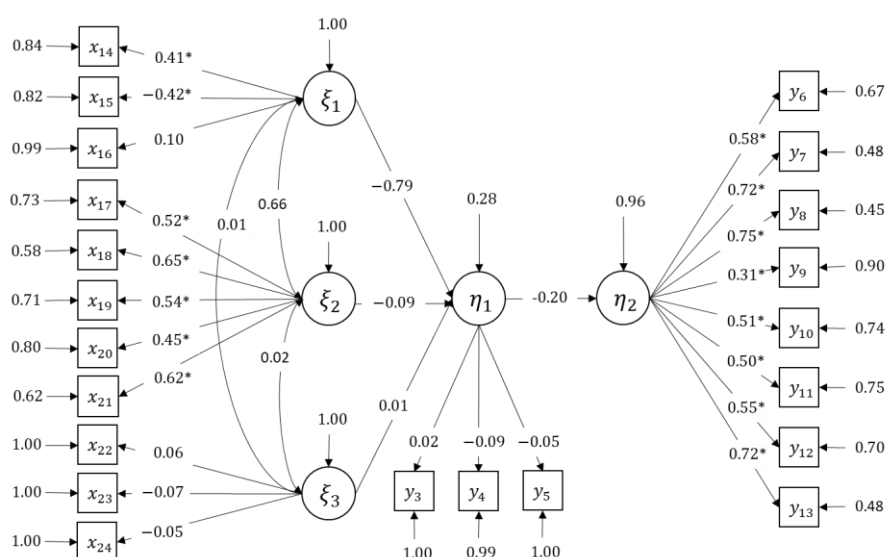 1.00
0.84 x₁₄ 0.41*
ξ₁
0.82 x₁₅ −0.42*
y₆ 0.67
0.99 x₁₆ 0.10
0.58*
y₇ 0.48
−0.79
0.72*
0.73 x₁₇
0.66 0.28 0.96
y₈ 0.45
0.52* 0.01
1.00
0.75*
0.58 x₁₈
0.65*
y₉ 0.90
0.31*
0.71 x₁₉ 0.54*
ξ₂ −0.09 η₁ -0.20 η₂
0.51*
y₁₀ 0.74
0.80 x₂₀ 0.45*
0.02
0.50*
0.62 x₂₁ 0.62*
y₁₁ 0.75
0.01
0.55*
1.00
1.00 x₂₂ 0.06
0.02 −0.09 −0.05
y₁₂ 0.70
0.72*
1.00 x₂₃ −0.07
ξ₃ y₃ y₄ y₅
y₁₃ 0.48
1.00 x₂₄ −0.05
1.00 0.99 1.00